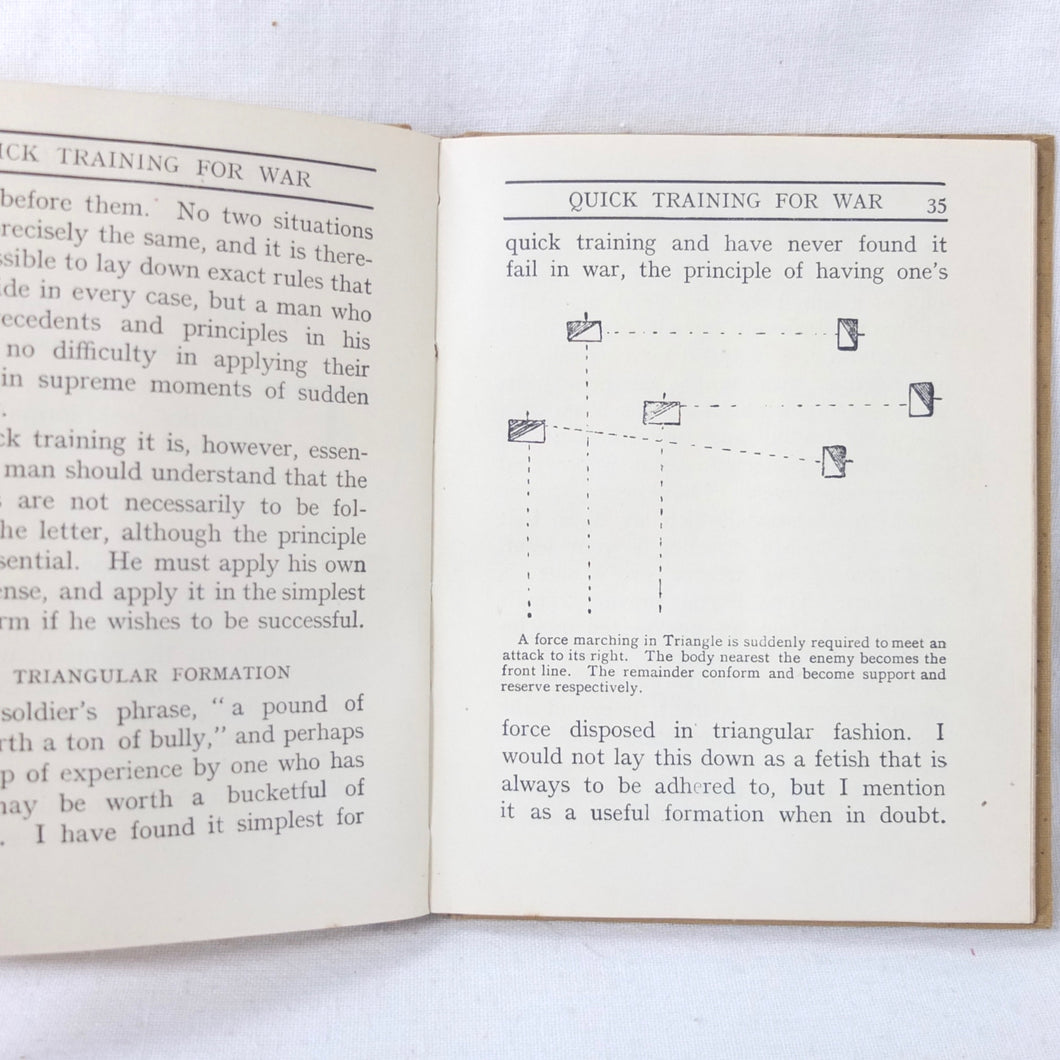 ICK TRAINING FOR WAR
before them. No two situations
recisely the same, and it is there-
sible to lay down exact rules that
ide in every case, but a man who
ecedents and principles in his
no difficulty in applying their
in supreme moments of sudden
.
ck training it is, however, essen-
man should understand that the
s are not necessarily to be fol-
he letter, although the principle
sential. He must apply his own
ense, and apply it in the simplest
rm if he wishes to be successful.
TRIANGULAR FORMATION
soldier's phrase, "a pound of
rth a ton of bully," and perhaps
p of experience by one who has
may be worth a bucketful of
. I have found it simplest for
QUICK TRAINING FOR WAR 35
quick training and have never found it
fail in war, the principle of having one's
A force marching in Triangle is suddenly required to meet an
attack to its right. The body nearest the enemy becomes the
front line. The remainder conform and become support and
reserve respectively.
force disposed in triangular fashion. I
would not lay this down as a fetish that is
always to be adhered to, but I mention
it as a useful formation when in doubt.